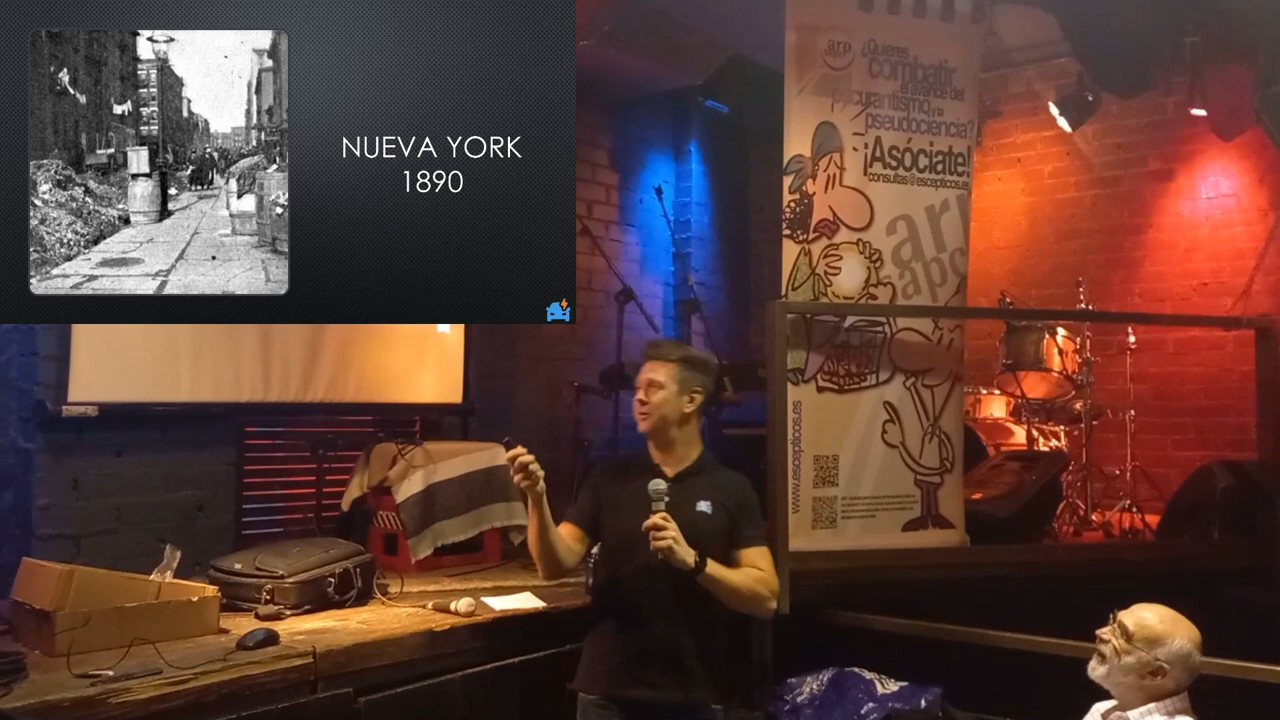 NUEVA YORK
1890
arp
¿Quieres
combatir
el avance del
oscurantismo y la
pseudociencia?
¡Asóciate!
consultas@escepticos.es
arp
sapc
www.escepticos.es